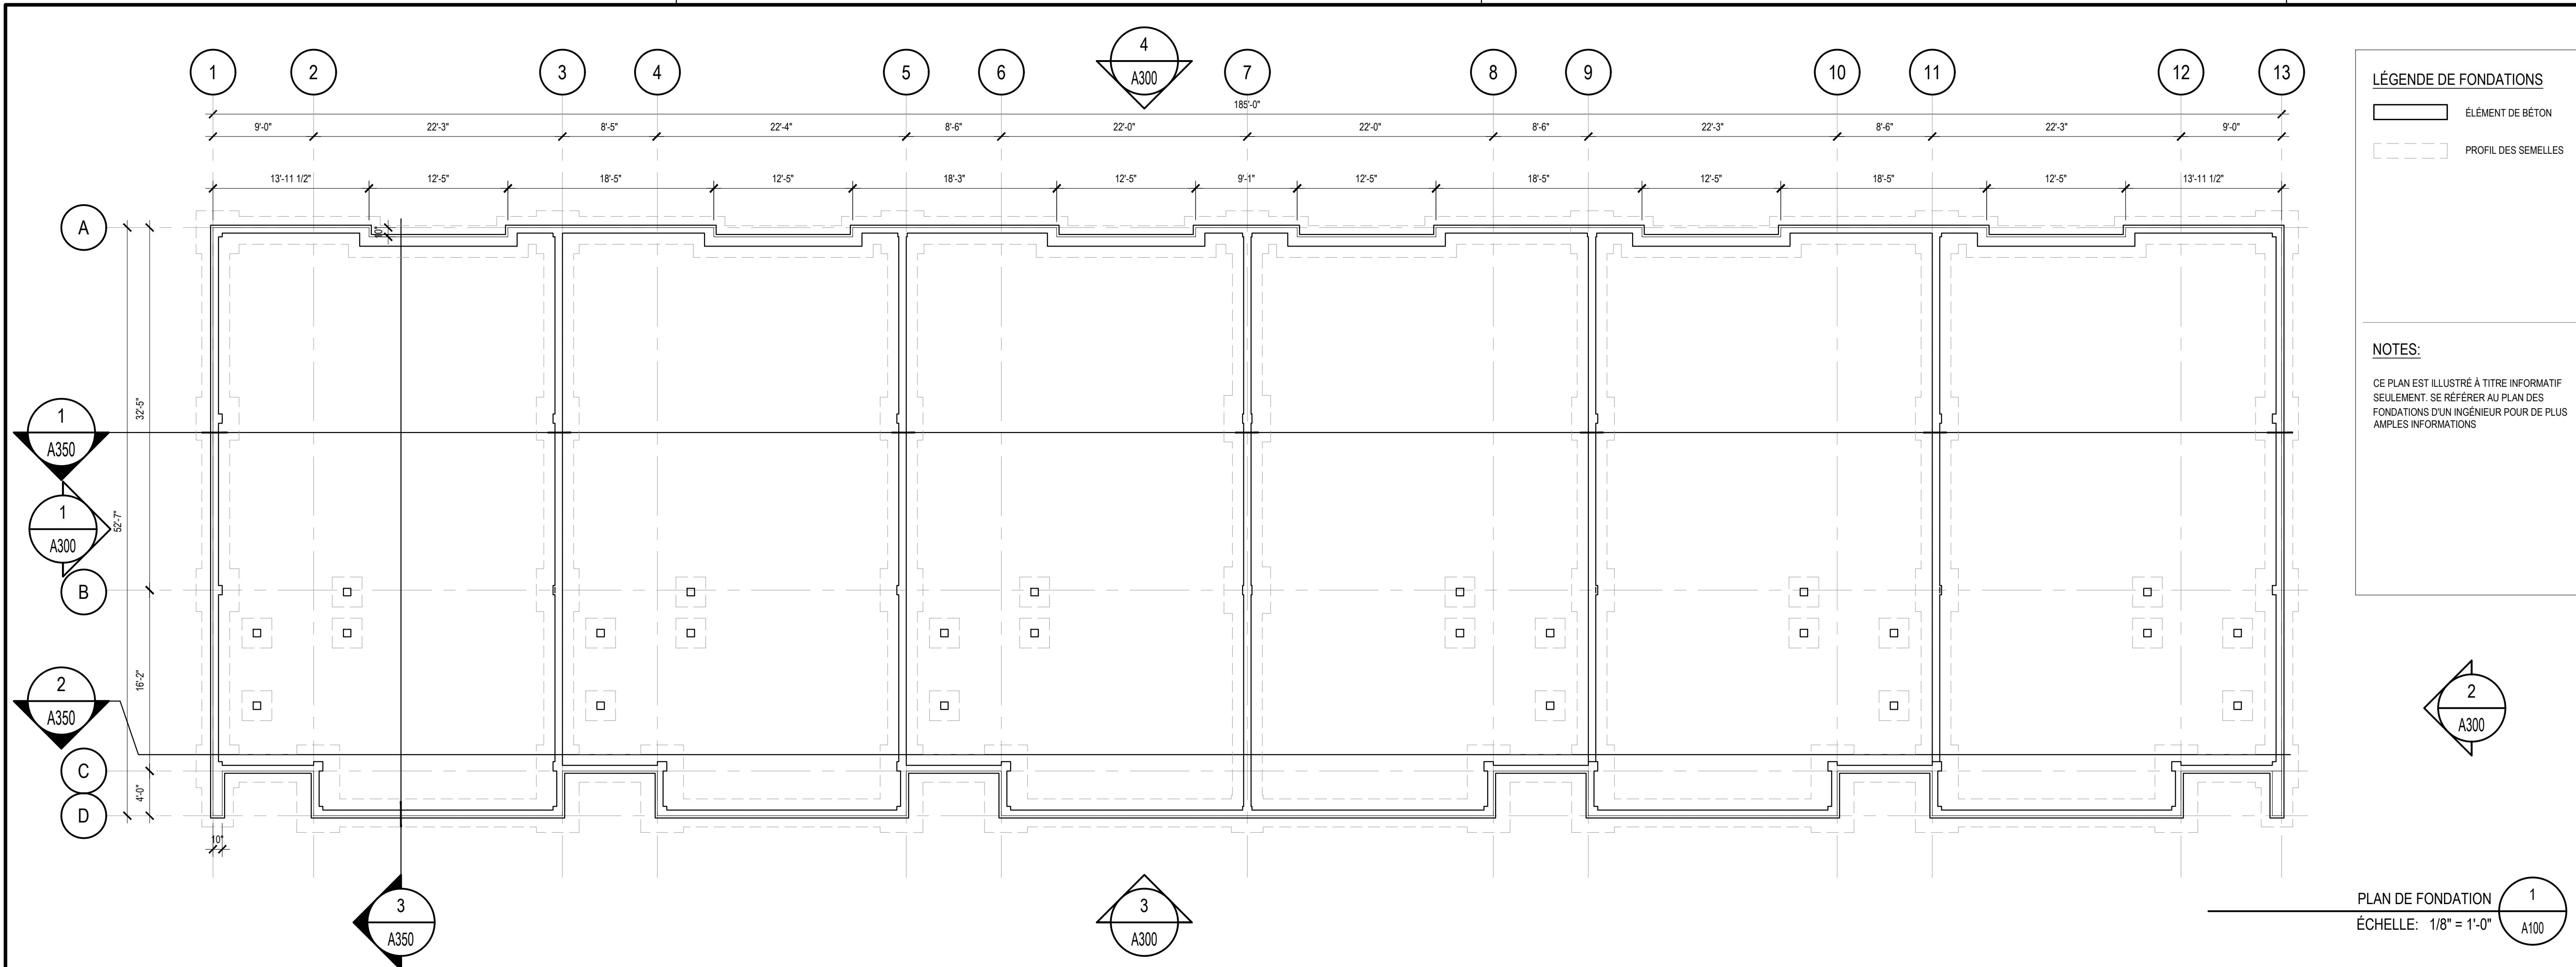 1 2 3 4 5 6 7 8 9 10 11 12 13
4
A300
185'-0"
9'-0" 22'-3" 8'-5" 22'-4" 8'-6" 22'-0" 22'-0" 8'-6" 22'-3" 8'-6" 22'-3" 9'-0"
13'-11 1/2" 12'-5" 18'-5" 12'-5" 18'-3" 12'-5" 9'-1" 12'-5" 18'-5" 12'-5" 18'-5" 12'-5" 13'-11 1/2"
A
10"
32'-5"
1
A350
52'-7"
1
A300
B
16'-2"
2
A350
C
4'-0"
D
10"
3
A350
3
A300
2
A300
LÉGENDE DE FONDATIONS
ÉLÉMENT DE BÉTON
PROFIL DES SEMELLES
NOTES:
CE PLAN EST ILLUSTRÉ À TITRE INFORMATIF
SEULEMENT. SE RÉFÉRER AU PLAN DES
FONDATIONS D'UN INGÉNIEUR POUR DE PLUS
AMPLES INFORMATIONS
PLAN DE FONDATION
ÉCHELLE: 1/8" = 1'-0"
1
A100